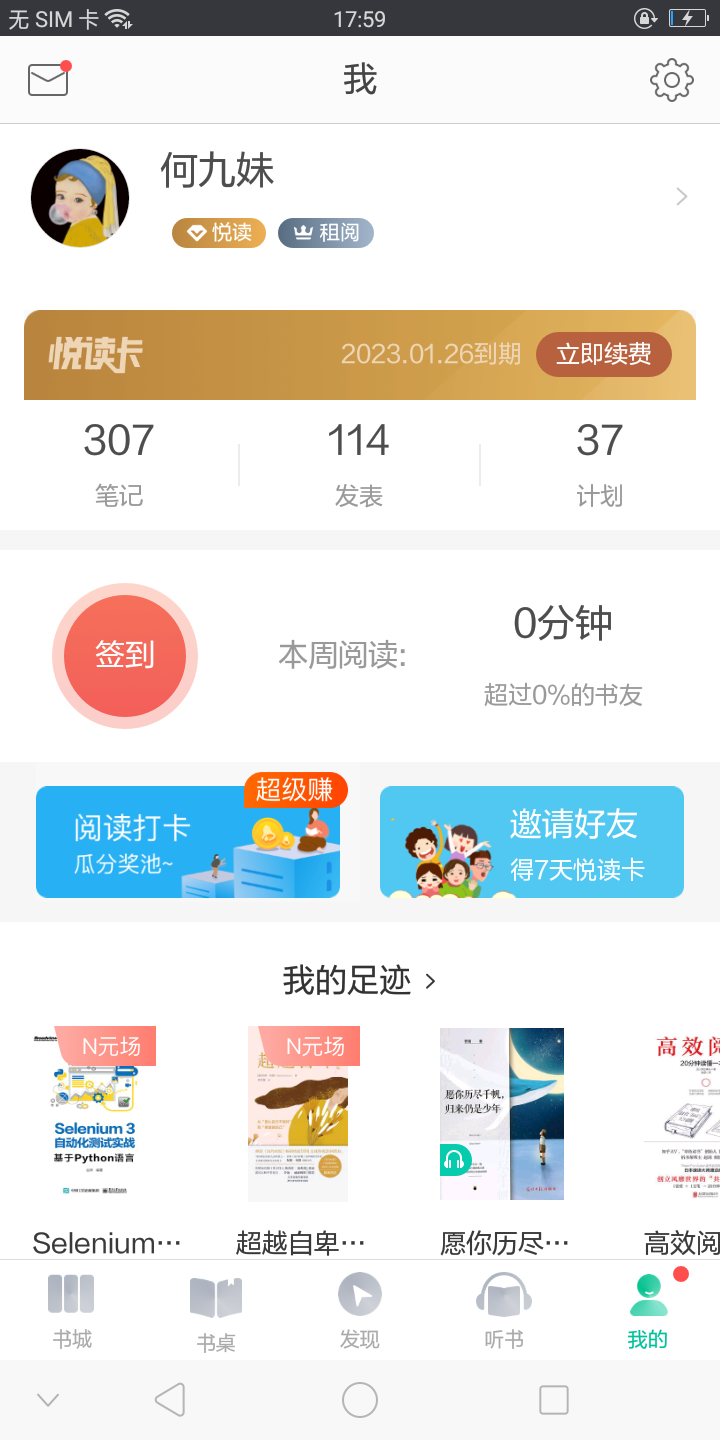 无 SIM 卡
17:59
我
何九妹
悦读
租阅
悦读卡
2023.01.26到期
立即续费
307
114
37
笔记
发表
计划
签到
本周阅读:
0分钟
超过0%的书友
超级赚
阅读打卡
瓜分奖池~
邀请好友
得7天悦读卡
我的足迹
N元场
Selenium 3
自动化测试实战
基于Python语言
N元场
愿你历尽千帆,
归来仍是少年
高效阅
20分钟读懂一
Selenium···
超越自卑···
愿你历尽···
高效阅
书城
书桌
发现
听书
我的